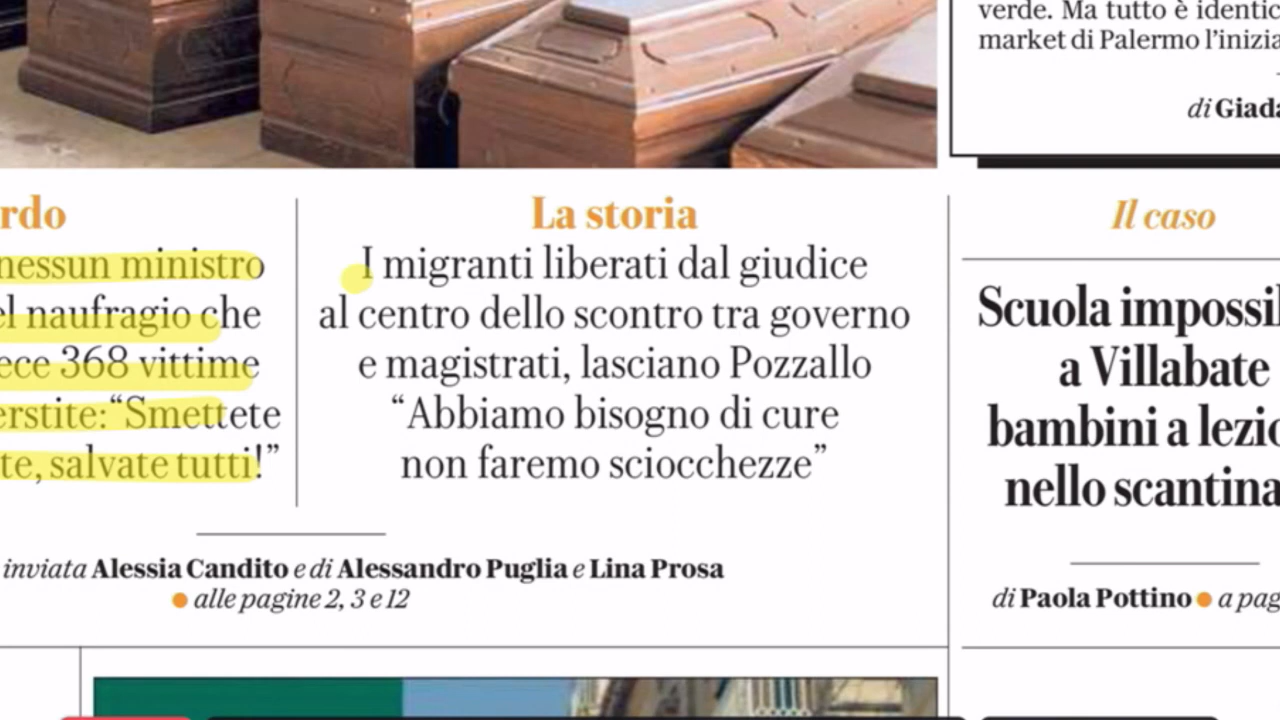 verde. Ma tutto è identic
market di Palermo l'inizia
di Giada
rdo
nessun ministro
el naufragio che
ece 368 vittime
erstite: “Smettete
te, salvate tutti!”
La storia
I migranti liberati dal giudice
al centro dello scontro tra governo
e magistrati, lasciano Pozzallo
“Abbiamo bisogno di cure
non faremo sciocchezze”
inviata Alessia Candito e di Alessandro Puglia e Lina Prosa
alle pagine 2, 3 e 12
Il caso
Scuola impossil
a Villabate
bambini a lezio
nello scantina
di Paola Pottino a pag